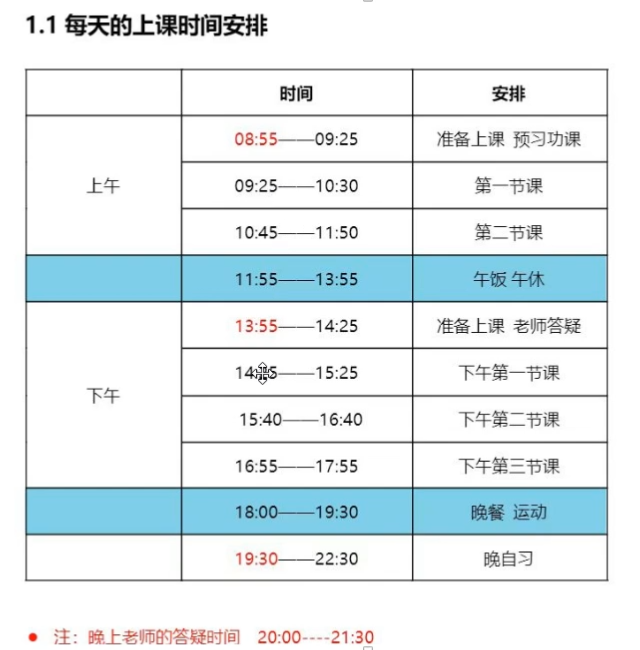 1.1 每天的上课时间安排
时间 安排
08:55——09:25 准备上课 预习功课
上午 09:25——10:30 第一节课
10:45——11:50 第二节课
11:55——13:55 午饭 午休
13:55——14:25 准备上课 老师答疑
——15:25 下午第一节课
下午
15:40——16:40 下午第二节课
16:55——17:55 下午第三节课
18:00——19:30 晚餐 运动
19:30——22:30 晚自习
● 注：晚上老师的答疑时间 20:00----21:30